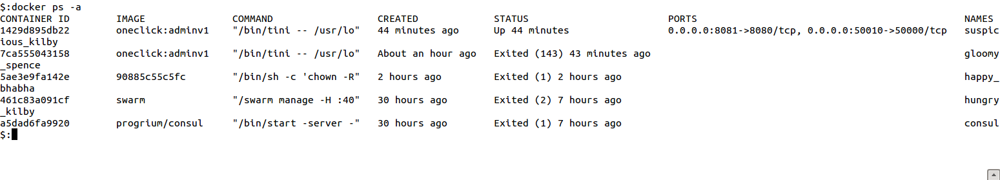 $:docker ps -a
CONTAINER ID        IMAGE               COMMAND                  CREATED             STATUS                        PORTS                                              NAMES
1429d895db22        oneclick:adminv1    "/bin/tini -- /usr/lo"   44 minutes ago      Up 44 minutes                 0.0.0.0:8081->8080/tcp, 0.0.0.0:50010->50000/tcp   suspic
ious_kilby
7ca555043158        oneclick:adminv1    "/bin/tini -- /usr/lo"   About an hour ago   Exited (143) 43 minutes ago                                                      gloomy
_spence
5ae3e9fa142e        90885c55c5fc        "/bin/sh -c 'chown -R"   2 hours ago         Exited (1) 2 hours ago                                                           happy_
bhabha
461c83a091cf        swarm               "/swarm manage -H :40"   30 hours ago        Exited (2) 7 hours ago                                                           hungry
_kilby
a5dad6fa9920        progrium/consul     "/bin/start -server -"   30 hours ago        Exited (1) 7 hours ago                                                           consul
$: